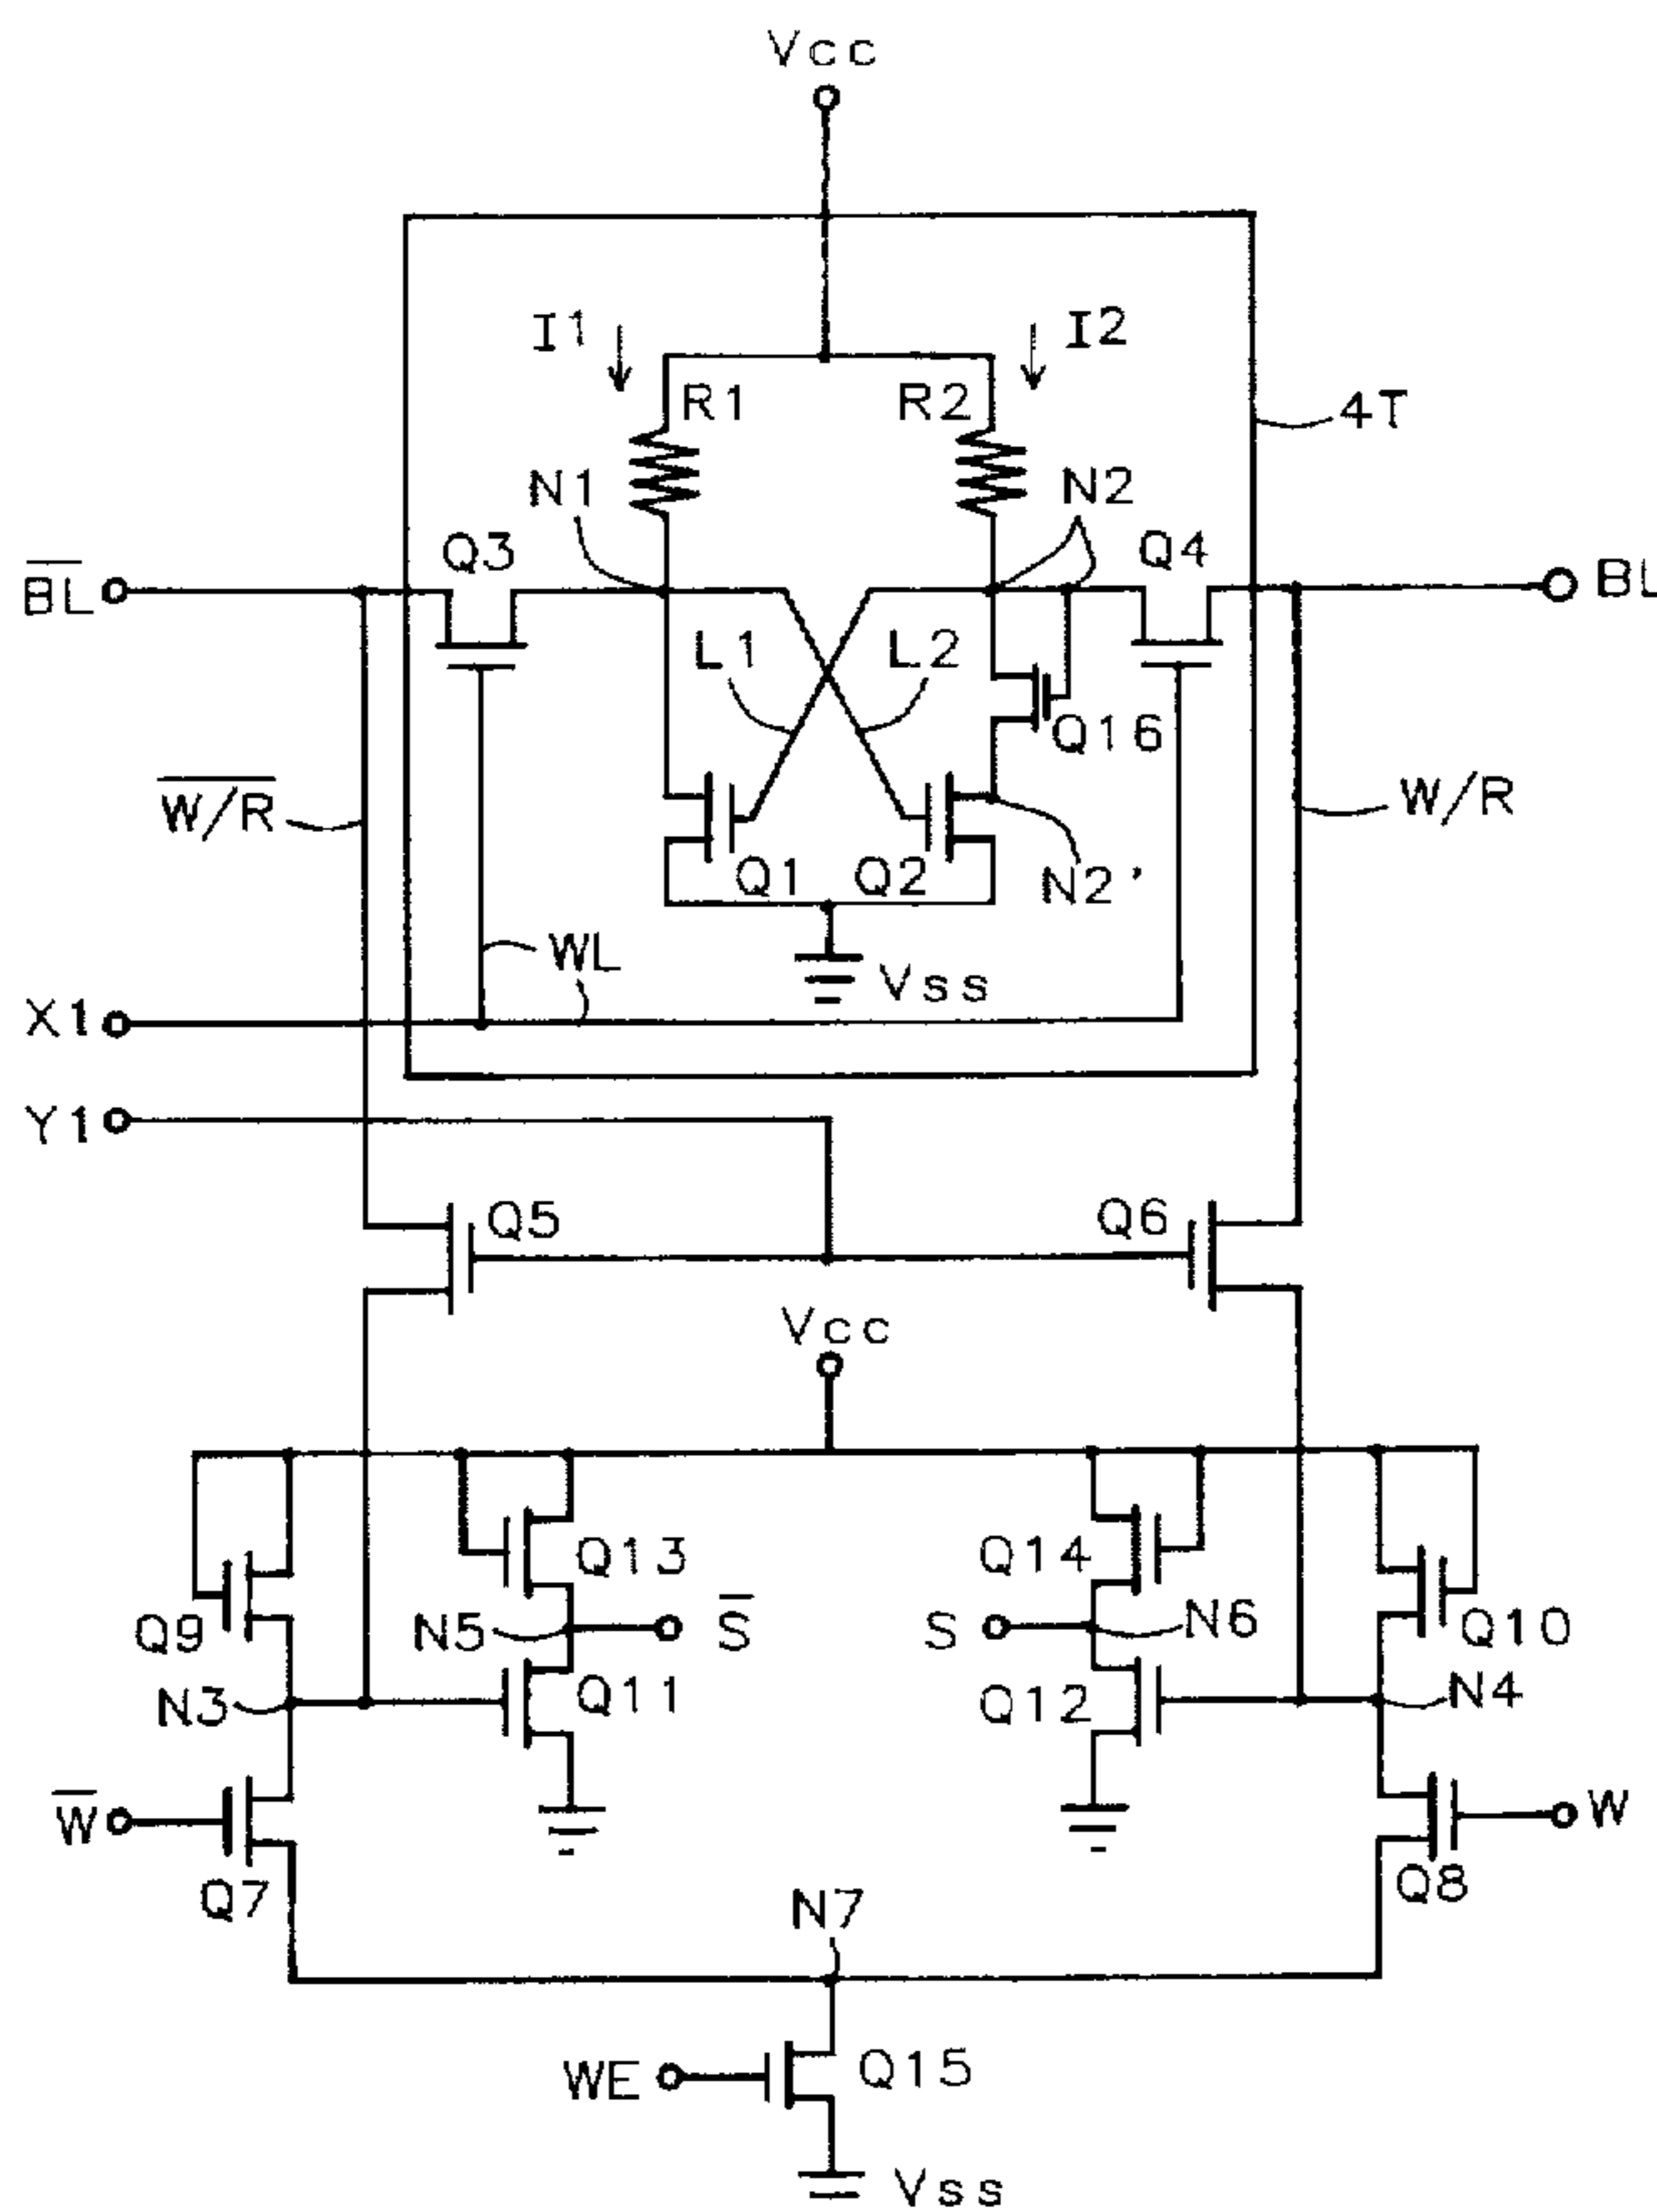 Vcc
I1
I2
R1
R2
4T
N1
N2
Q3
Q4
B̅L̅
BL
L1
L2
Q16
W̅/̅R̅
W/R
Q1
Q2
N2'
WL
Vss
X1
Y1
Q5
Q6
Vcc
Q13
Q14
Q9
N5
S̅
S
N6
Q10
N3
Q11
Q12
N4
W̅
W
Q7
Q8
N7
WE
Q15
Vss